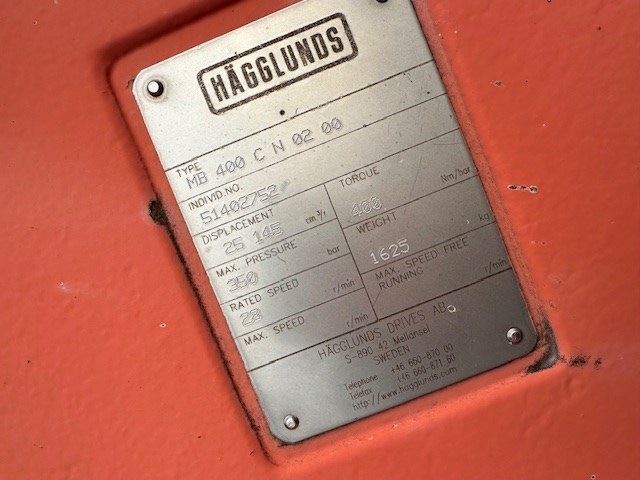 HÄGGLUNDS
TYPE
MB 400 C N 02 00
INDIVID.NO.
51402752
DISPLACEMENT
25 145 cm³/r
TORQUE
400 Nm/bar
MAX. PRESSURE
350 bar
WEIGHT
1625 kg
RATED SPEED
28 r/min
MAX. SPEED FREE
RUNNING r/min
MAX. SPEED r/min
HÄGGLUNDS DRIVES AB
S-890 42 Mellansel
SWEDEN
Telephone +46 660-870 00
Telefax +46 660-871 60
http://www.hagglunds.com